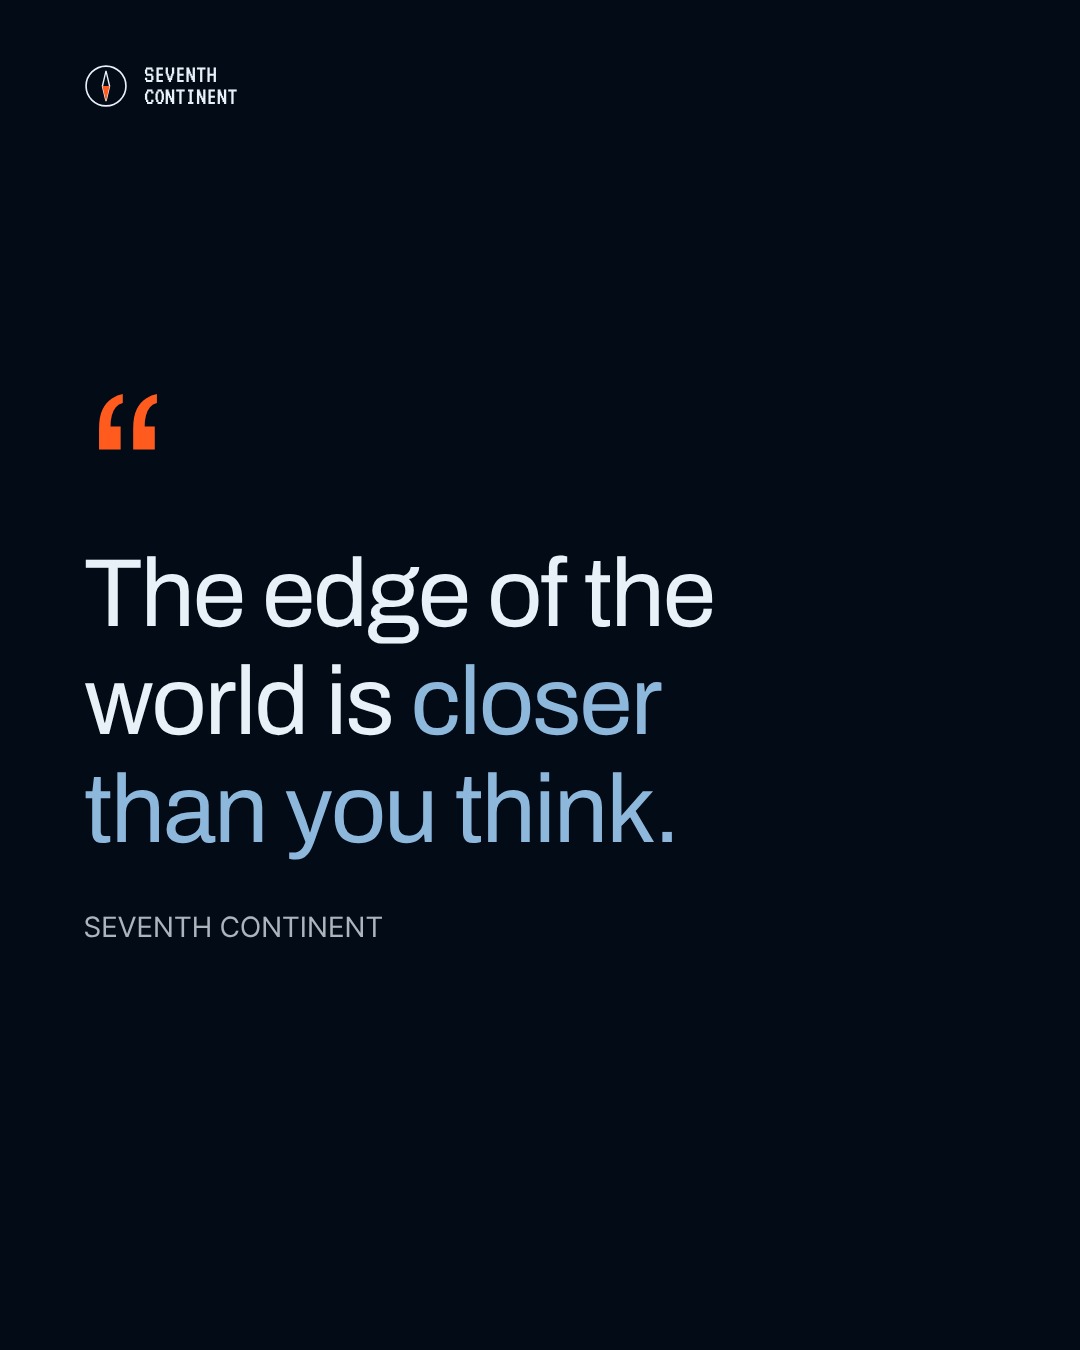 SEVENTH
CONTINENT
“
The edge of the
world is closer
than you think.
SEVENTH CONTINENT